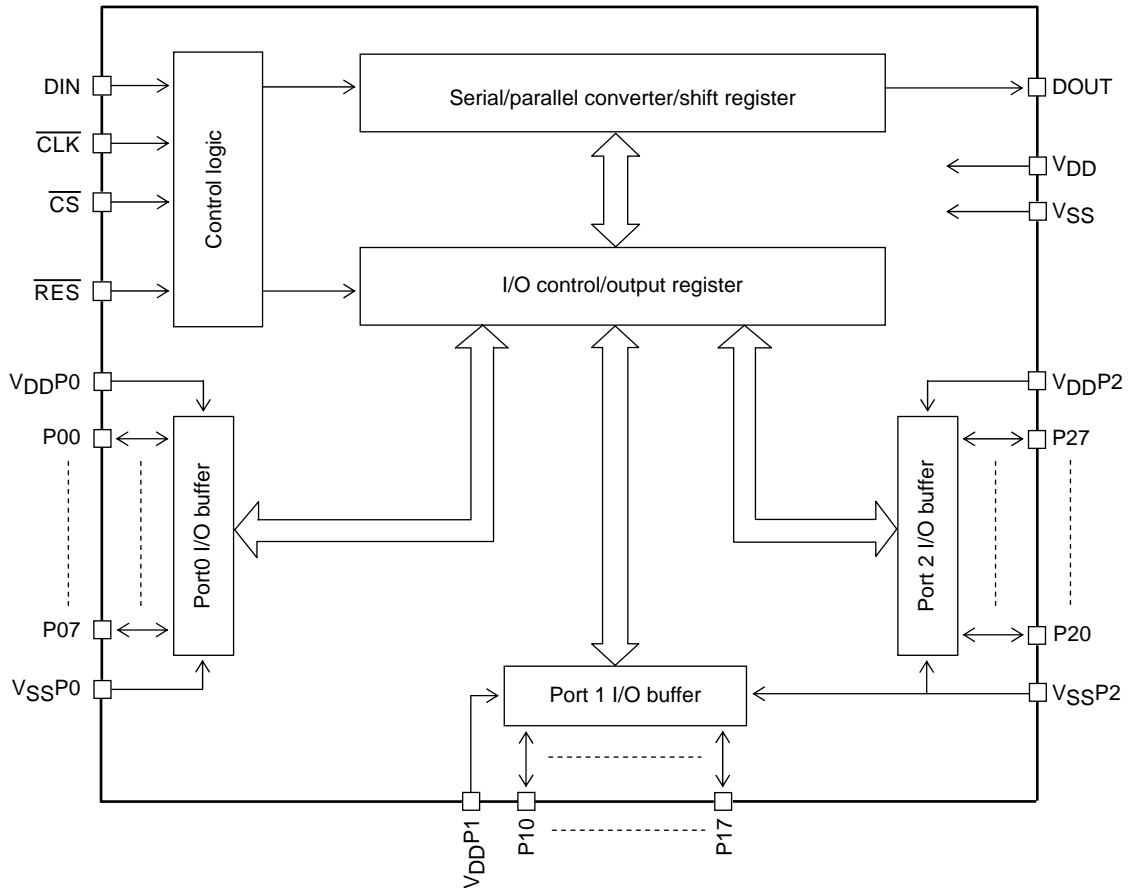 DIN
CLK
CS
RES
Control logic
Serial/parallel converter/shift register
I/O control/output register
DOUT
VDD
VSS
VDDP0
P00
P07
VSSP0
Port0 I/O buffer
Port 1 I/O buffer
Port 2 I/O buffer
VDDP2
P27
P20
VSSP2
VDDP1
P10
P17